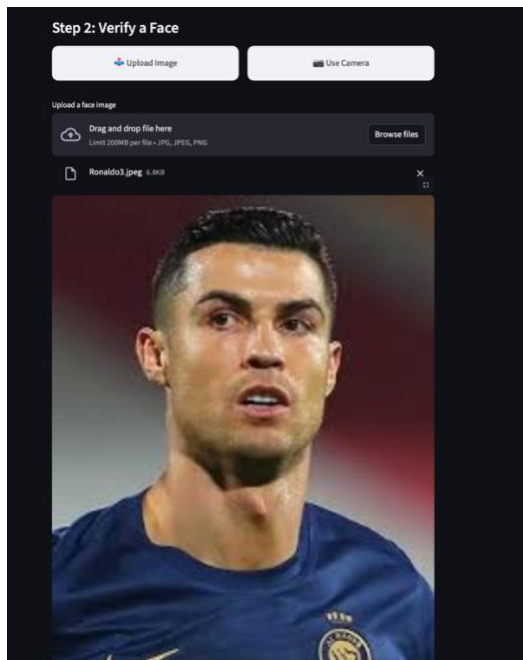 Step 2: Verify a Face
Upload Image
Use Camera
Upload a face image
Drag and drop file here
Limit 200MB per file • JPG, JPEG, PNG
Browse files
Ronaldo3.jpeg 6.8KB